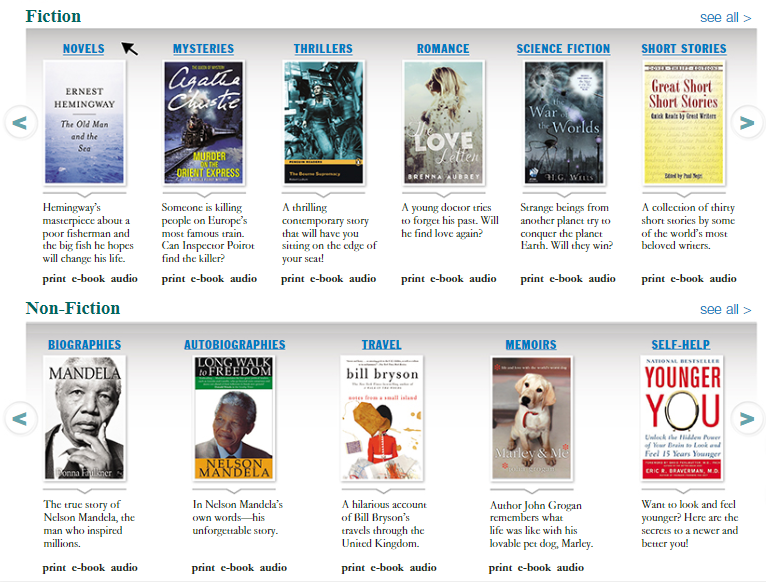 Fiction
see all >
NOVELS
MYSTERIES
THRILLERS
ROMANCE
SCIENCE FICTION
SHORT STORIES
ERNEST
HEMINGWAY
The Old Man
and the
Sea
Agatha
Christie
MURDER
ON THE
ORIENT EXPRESS
The Bourne Supremacy
The
LOVE
Letters
BRENNA AUBREY
The
War of
the Worlds
H.G. Wells
DOVER THRIFT EDITIONS
Great Short
Short Stories
Quick Reads by Great Writers
Edited by Paul Negri
<
>
Hemingway's
masterpiece about a
poor fisherman and
the big fish he hopes
will change his life.
print e-book audio
Someone is killing
people on Europe's
most famous train.
Can Inspector Poirot
find the killer?
print e-book audio
A thrilling
contemporary story
that will have you
sitting on the edge of
your seat!
print e-book audio
A young doctor tries
to forget his past. Will
he find love again?
print e-book audio
Strange beings from
another planet try to
conquer the planet
Earth. Will they win?
print e-book audio
A collection of thirty
short stories by some
of the world's most
beloved writers.
print e-book audio
Non-Fiction
see all >
BIOGRAPHIES
AUTOBIOGRAPHIES
TRAVEL
MEMOIRS
SELF-HELP
MANDELA
Donna Faulkner
LONG WALK
to FREEDOM
NELSON
MANDELA
bill bryson
notes from a small island
Marley & Me
NATIONAL BESTSELLER
YOUNGER
YOU
Unlock the Hidden Power
of Your Brain to Look and
Feel 15 Years Younger
ERIC R. BRAVERMAN, M.D.
<
>
The true story of
Nelson Mandela, the
man who inspired
millions.
print e-book audio
In Nelson Mandela's
own words—his
unforgettable story.
print e-book audio
A hilarious account
of Bill Bryson's
travels through the
United Kingdom.
print e-book audio
Author John Grogan
remembers what
life was like with his
lovable pet dog, Marley.
print e-book audio
Want to look and feel
younger? Here are the
secrets to a newer and
better you!
print e-book audio